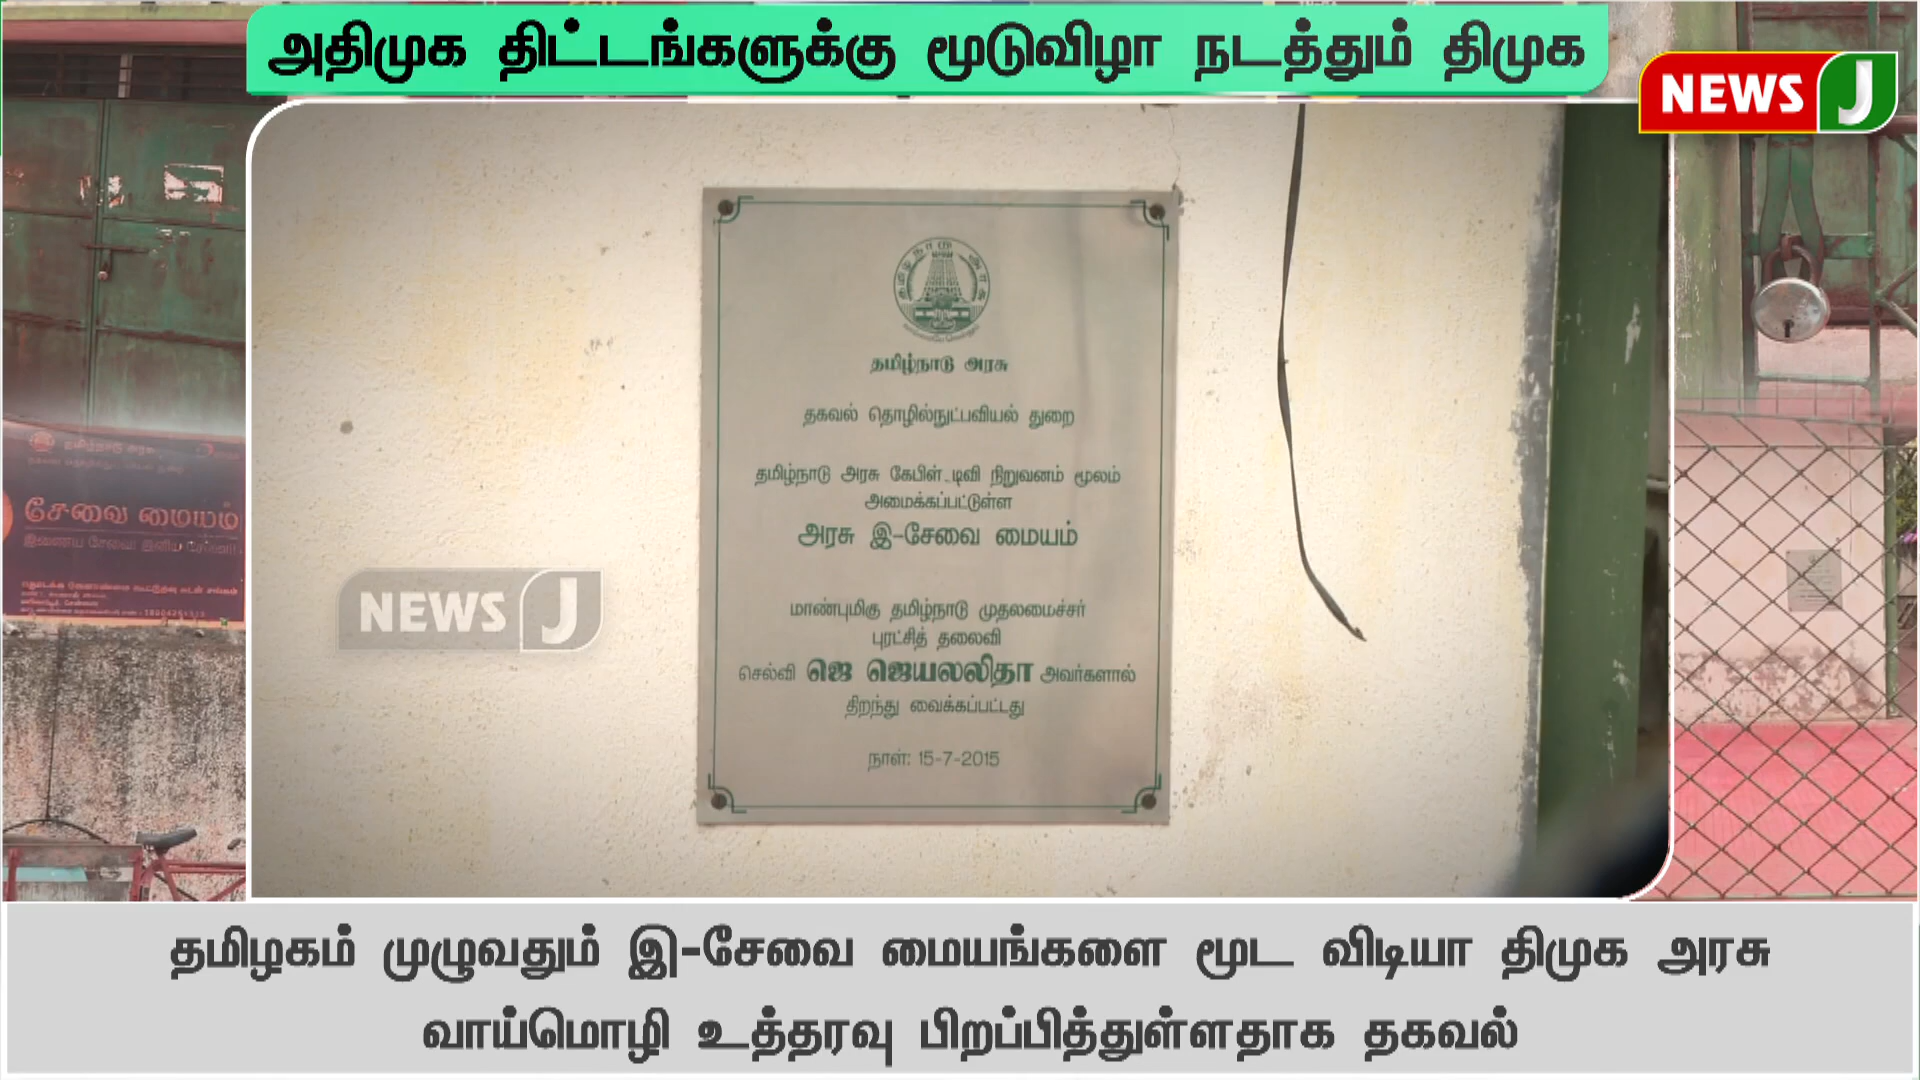 அதிமுக திட்டங்களுக்கு மூடுவிழா நடத்தும் திமுக
NEWS J
தமிழ்நாடு அரசு
தகவல் தொழில்நுட்பவியல் துறை
தமிழ்நாடு அரசு கேபிள் டிவி நிறுவனம் மூலம்
அமைக்கப்பட்டுள்ள
அரசு இ-சேவை மையம்
மாண்புமிகு தமிழ்நாடு முதலமைச்சர்
புரட்சித் தலைவி
செல்வி ஜெ ஜெயலலிதா அவர்களால்
திறந்து வைக்கப்பட்டது
நாள்: 15-7-2015
NEWS J
தமிழ்நாடு அரசு
சேவை மையம்
தமிழகம் முழுவதும் இ-சேவை மையங்களை மூட விடியா திமுக அரசு
வாய்மொழி உத்தரவு பிறப்பித்துள்ளதாக தகவல்